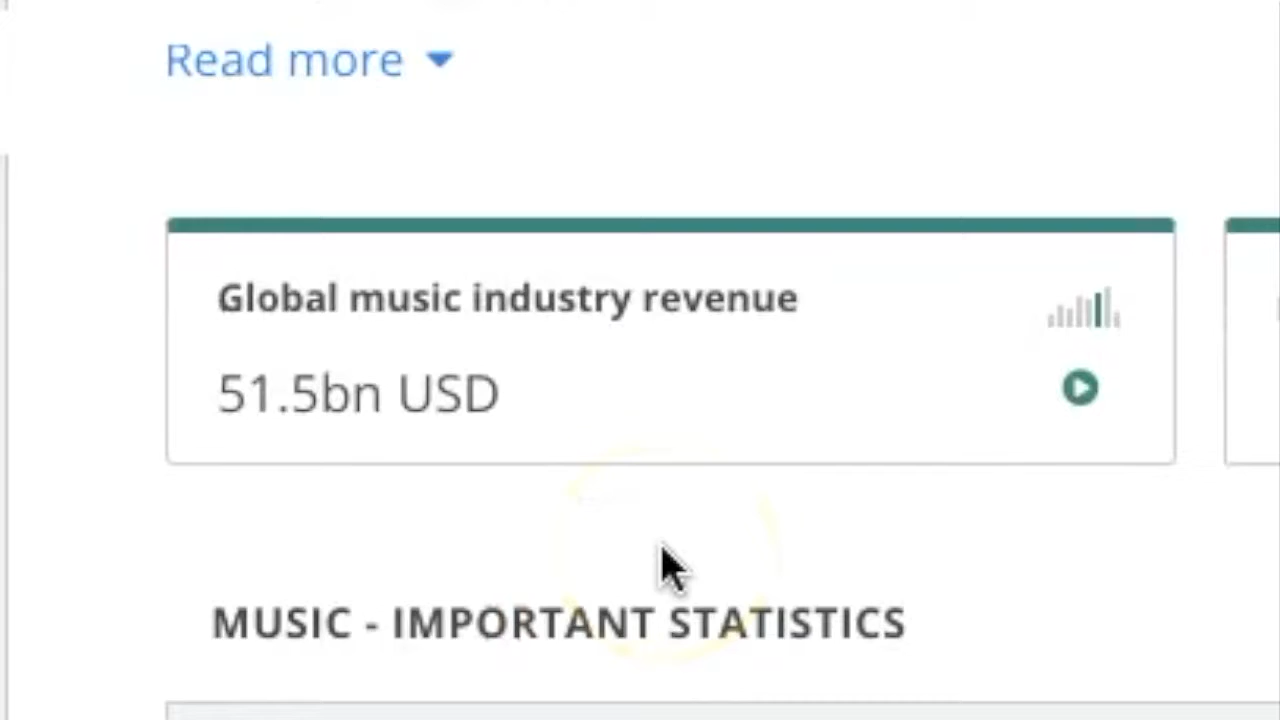 Read more
Global music industry revenue
51.5bn USD
MUSIC - IMPORTANT STATISTICS